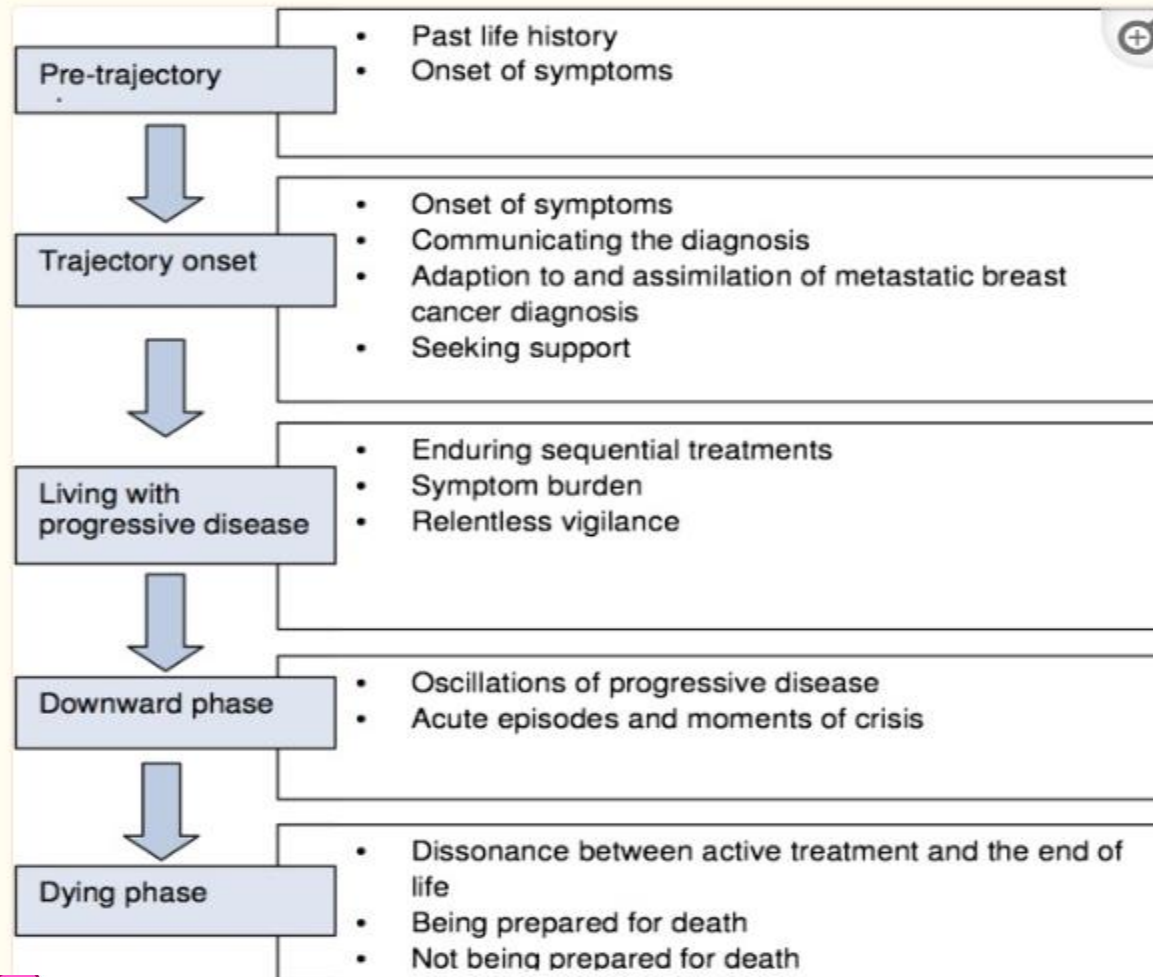 Pre-trajectory
• Past life history
• Onset of symptoms
Trajectory onset
• Onset of symptoms
• Communicating the diagnosis
• Adaption to and assimilation of metastatic breast
cancer diagnosis
• Seeking support
Living with
progressive disease
• Enduring sequential treatments
• Symptom burden
• Relentless vigilance
Downward phase
• Oscillations of progressive disease
• Acute episodes and moments of crisis
Dying phase
• Dissonance between active treatment and the end of
life
• Being prepared for death
• Not being prepared for death